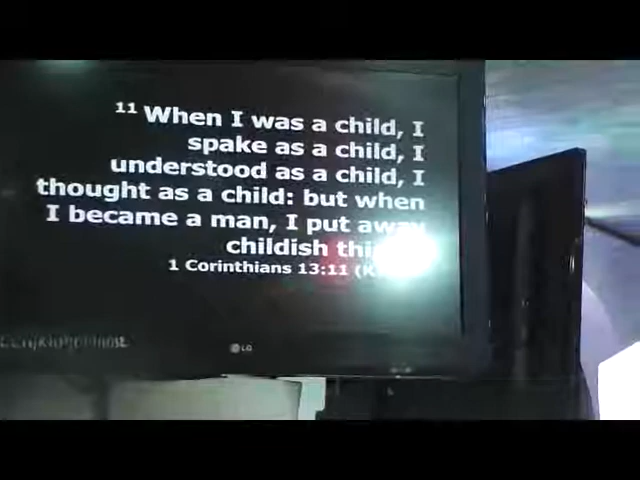 11 When I was a child, I
spake as a child, I
understood as a child, I
thought as a child: but when
I became a man, I put away
childish
1 Corinthians 13:11
LG